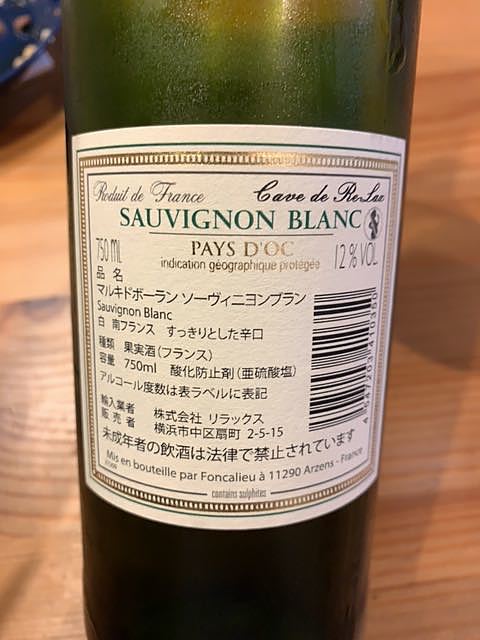 Produit de France Cave de Re-Lax
SAUVIGNON BLANC
PAYS D'OC
750 ML indication géographique protégée 12 % VOL.
品 名
マルキドボーラン ソーヴィニヨンブラン
Sauvignon Blanc
白 南フランス すっきりとした辛口
種類 果実酒（フランス）
容量 750ml 酸化防止剤（亜硫酸塩）
アルコール度数は表ラベルに表記
輸入業者 株式会社 リラックス
販売者 横浜市中区扇町 2-5-15
未成年者の飲酒は法律で禁止されています
Mis en bouteille par Foncalieu à 11290 Arzens - France
contains sulphites